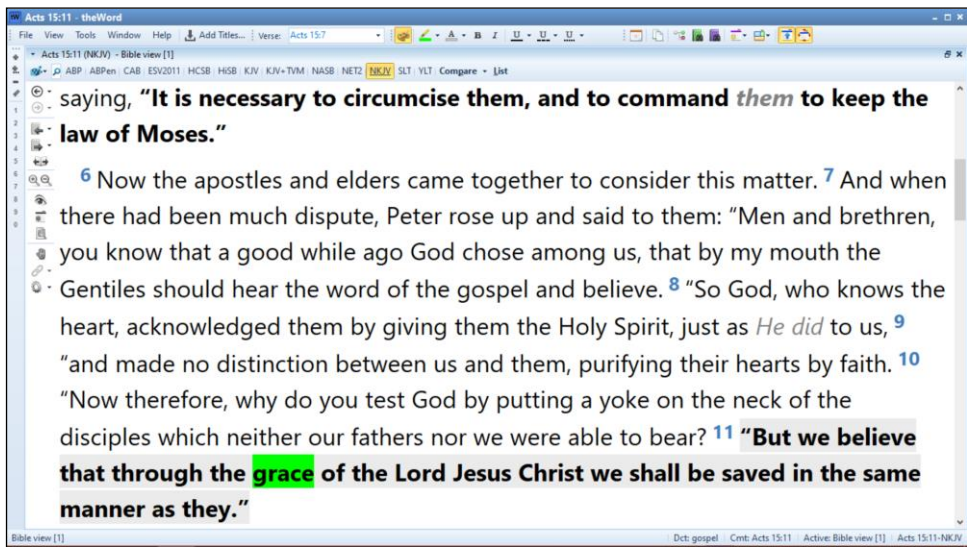 Acts 15:11 - theWord
File View Tools Window Help Add Titles... Verse: Acts 15:7 B I U U U
Acts 15:11 (NKJV) - Bible view [1]
ABP ABPen CAB ESV2011 HCSB HiSB KJV KJV+TVM NASB NET2 NKJV SLT YLT Compare List
saying, “It is necessary to circumcise them, and to command them to keep the
law of Moses.”
6 Now the apostles and elders came together to consider this matter. 7 And when
there had been much dispute, Peter rose up and said to them: “Men and brethren,
you know that a good while ago God chose among us, that by my mouth the
Gentiles should hear the word of the gospel and believe. 8 “So God, who knows the
heart, acknowledged them by giving them the Holy Spirit, just as He did to us, 9
“and made no distinction between us and them, purifying their hearts by faith. 10
“Now therefore, why do you test God by putting a yoke on the neck of the
disciples which neither our fathers nor we were able to bear? 11 “But we believe
that through the grace of the Lord Jesus Christ we shall be saved in the same
manner as they.”
Bible view [1] Dct: gospel Cmt: Acts 15:11 Active: Bible view [1] Acts 15:11-NKJV